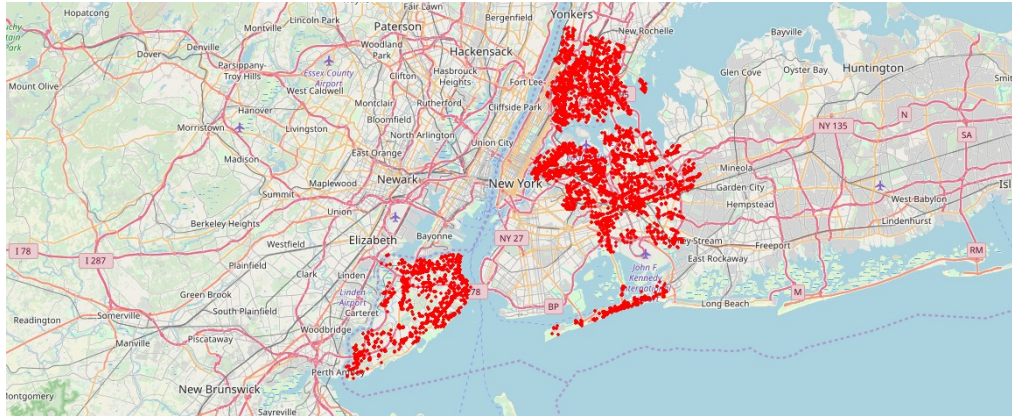 Hopatcong
Lincoln Park
Fair Lawn
Paterson
Bergenfield
Yonkers
Montville
Denville
Dover
Woodland
Park
Hackensack
New Rochelle
Bayville
Parsippany-
Troy Hills
Essex County
Airport
Clifton
Hasbrouck
Heights
Fort Lee
Glen Cove
Oyster Bay
Huntington
Mount Olive
West Caldwell
Hanover
Montclair
Rutherford
Cliffside Park
Bloomfield
N
Morristown
Livingston
North Arlington
NY 135
SA
Union City
Madison
East Orange
Mineola
Summit
Maplewood
Newark
New York
Garden City
Hempstead
West Babylon
Union
Lindenhurst
Berkeley Heights
Elizabeth
Bayonne
NY 27
Freeport
I 78
Westfield
East Rockaway
RM
I 287
Plainfield
Clark
Linden
John F.
Kennedy
Linden
Airport
78
BP
Long Beach
M
Green Brook
Carteret
South Plainfield
Somerville
Woodbridge
Readington
Manville
Piscataway
Perth
New Brunswick
Sayreville